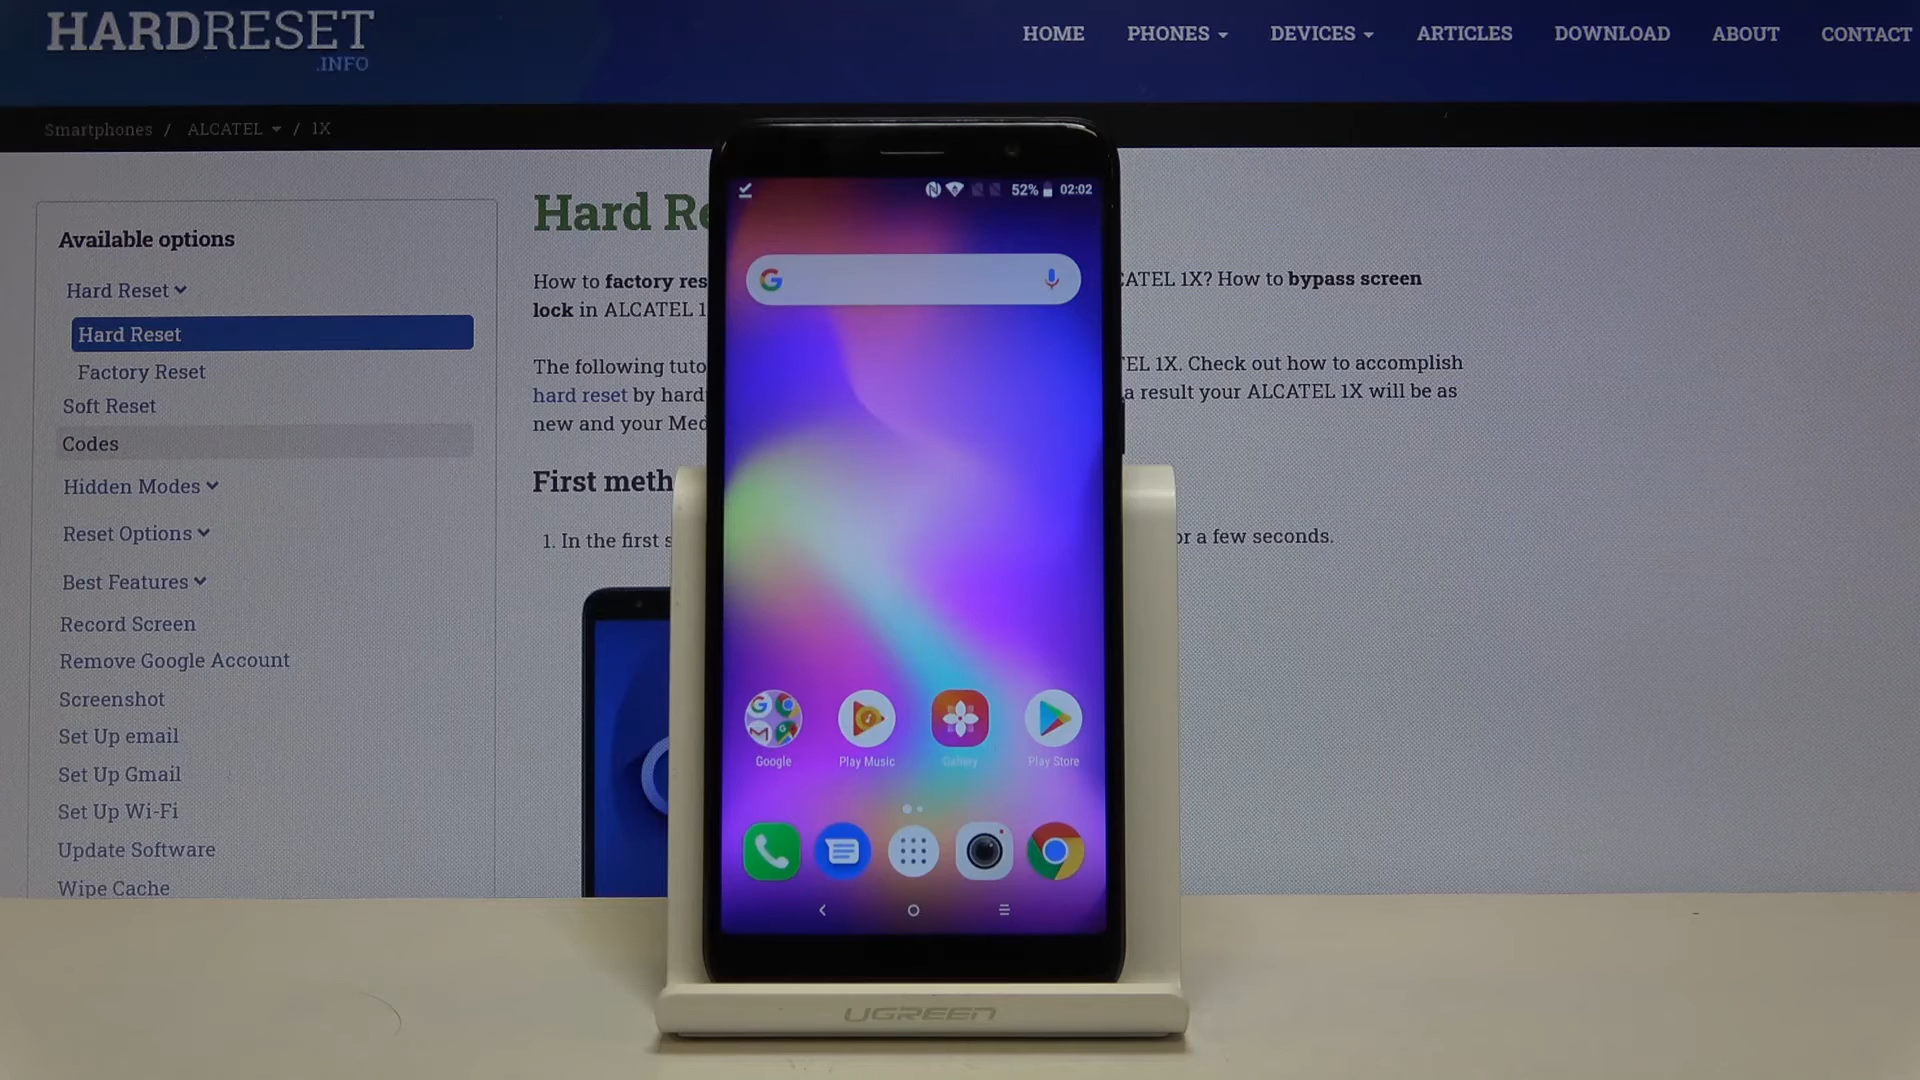 HARDRESET
.INFO
HOME PHONES DEVICES ARTICLES DOWNLOAD ABOUT CONTACT
Smartphones / ALCATEL / 1X
Available options
Hard Reset
Hard Reset
Factory Reset
Soft Reset
Codes
Hidden Modes
Reset Options
Best Features
Record Screen
Remove Google Account
Screenshot
Set Up email
Set Up Gmail
Set Up Wi-Fi
Update Software
Wipe Cache
Hard Re
How to factory res CATEL 1X? How to bypass screen
lock in ALCATEL 1
The following tuto TEL 1X. Check out how to accomplish
hard reset by hard a result your ALCATEL 1X will be as
new and your Med
First meth
1. In the first s or a few seconds.
52% 02:02
G
Google Play Music Gallery Play Store
UGREEN